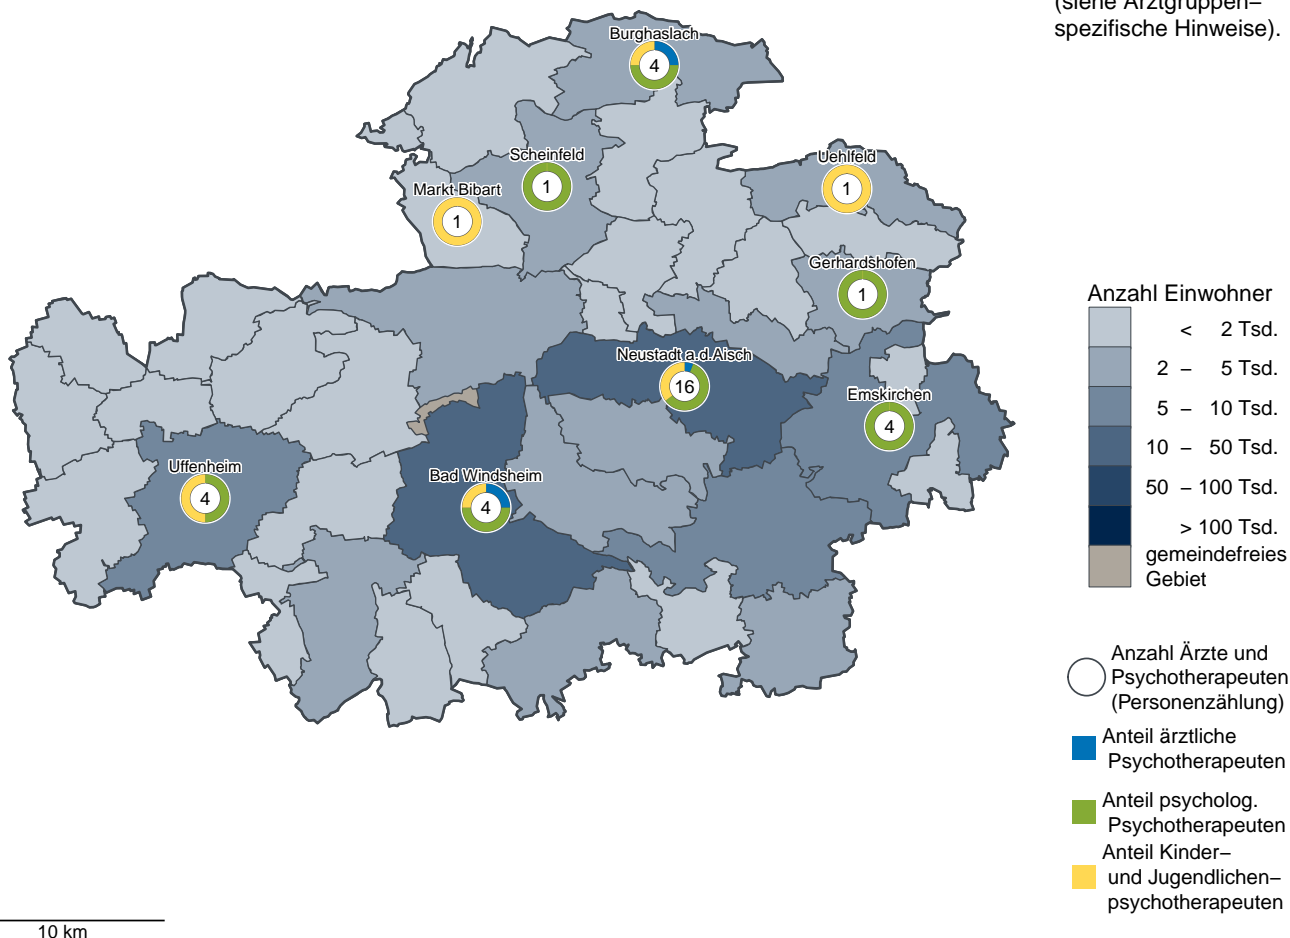 (siehe Arztgruppen–
spezifische Hinweise).
Burghaslach
4
Scheinfeld
1
Uehlfeld
1
Markt Bibart
1
Gerhardshofen
1
Neustadt a.d.Aisch
16
Emskirchen
4
Uffenheim
4
Bad Windsheim
4
Anzahl Einwohner
< 2 Tsd.
2 – 5 Tsd.
5 – 10 Tsd.
10 – 50 Tsd.
50 – 100 Tsd.
> 100 Tsd.
gemeindefreies
Gebiet
Anzahl Ärzte und
Psychotherapeuten
(Personenzählung)
Anteil ärztliche
Psychotherapeuten
Anteil psycholog.
Psychotherapeuten
Anteil Kinder–
und Jugendlichen–
psychotherapeuten
10 km